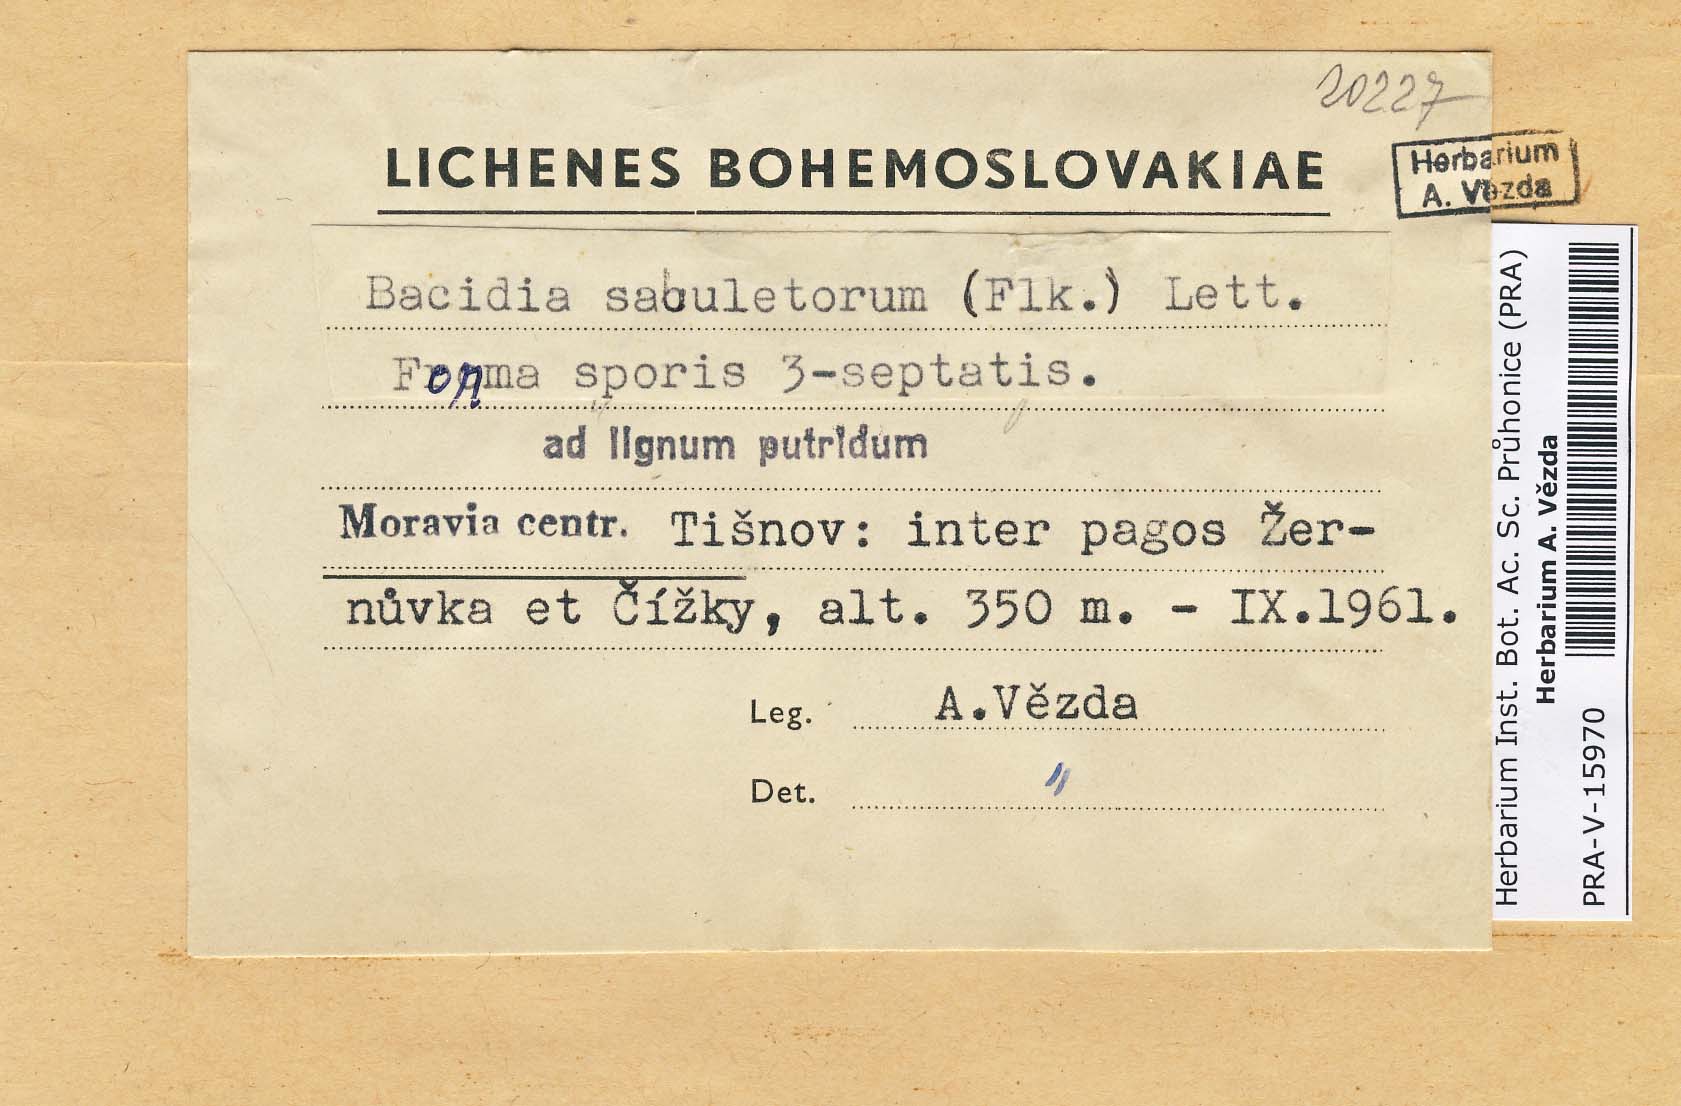 20227
LICHENES BOHEMOSLOVAKIAE
Herbarium
A. Vězda
Bacidia sabuletorum (Flk.) Lett.
Forma sporis 3-septatis.
ad lignum putridum
Moravia centr. Tišnov: inter pagos Žer-
nůvka et Čížky, alt. 350 m. - IX.1961.
Leg. A.Vězda
Det. "
Herbarium Inst. Bot. Ac. Sc. Průhonice (PRA)
Herbarium A. Vězda
PRA-V-15970